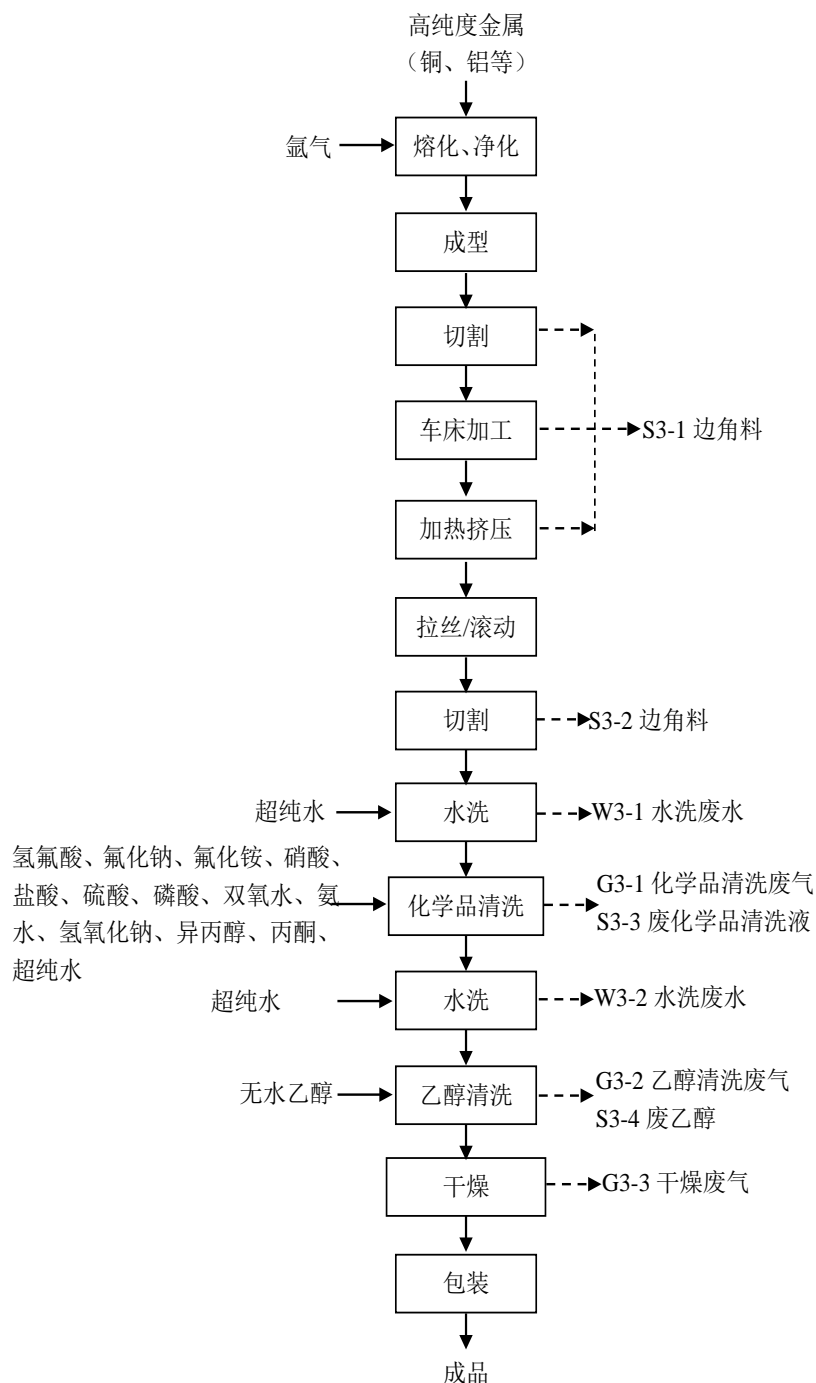 高纯度金属
（铜、铝等）
氩气
熔化、净化
成型
切割
车床加工
S3-1 边角料
加热挤压
拉丝/滚动
切割
S3-2 边角料
超纯水
水洗
W3-1 水洗废水
氢氟酸、氟化钠、氟化铵、硝酸、
盐酸、硫酸、磷酸、双氧水、氨
水、氢氧化钠、异丙醇、丙酮、
超纯水
化学品清洗
G3-1 化学品清洗废气
S3-3 废化学品清洗液
超纯水
水洗
W3-2 水洗废水
无水乙醇
乙醇清洗
G3-2 乙醇清洗废气
S3-4 废乙醇
干燥
G3-3 干燥废气
包装
成品